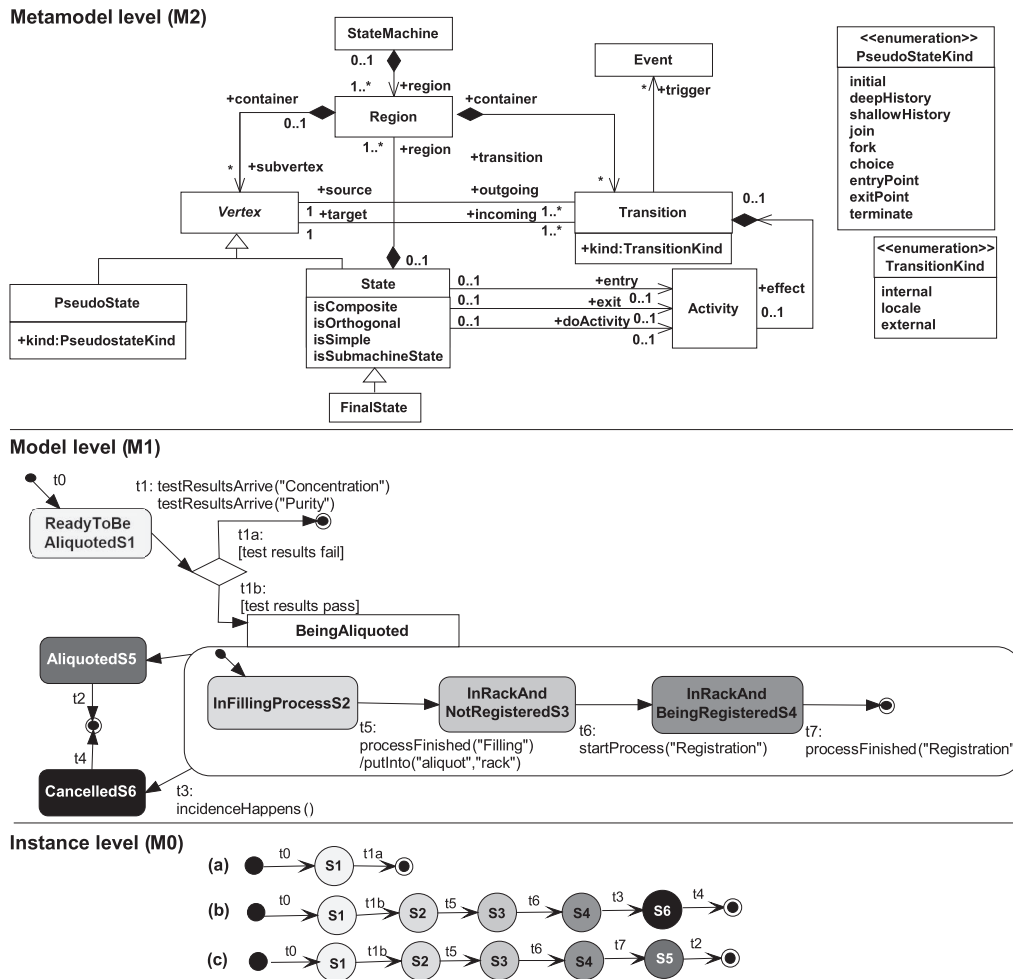 Metamodel level (M2)
StateMachine
0..1
1..*
+region
+container
0..1
Region
+container
1..*
+region
Event
*
+trigger
<<enumeration>>
PseudoStateKind
initial
deepHistory
shallowHistory
join
fork
choice
entryPoint
exitPoint
terminate
*
+subvertex
+transition
*
Vertex
+source
+outgoing
1
+target
+incoming
1..*
1
1..*
Transition
+kind:TransitionKind
0..1
<<enumeration>>
TransitionKind
internal
locale
external
0..1
PseudoState
+kind:PseudostateKind
State
isComposite
isOrthogonal
isSimple
isSubmachineState
0..1
+entry
0..1
+exit
0..1
0..1
+doActivity
0..1
0..1
Activity
+effect
0..1
FinalState
Model level (M1)
t0
t1: testResultsArrive("Concentration")
testResultsArrive("Purity")
ReadyToBe
AliquotedS1
t1a:
[test results fail]
t1b:
[test results pass]
BeingAliquoted
AliquotedS5
InFillingProcessS2
InRackAnd
NotRegisteredS3
InRackAnd
BeingRegisteredS4
t2
t5:
processFinished("Filling")
/putInto("aliquot","rack")
t6:
startProcess("Registration")
t7:
processFinished("Registration"
t4
CancelledS6
t3:
incidenceHappens()
Instance level (M0)
(a)
t0
S1
t1a
(b)
t0
S1
t1b
S2
t5
S3
t6
S4
t3
S6
t4
(c)
t0
S1
t1b
S2
t5
S3
t6
S4
t7
S5
t2